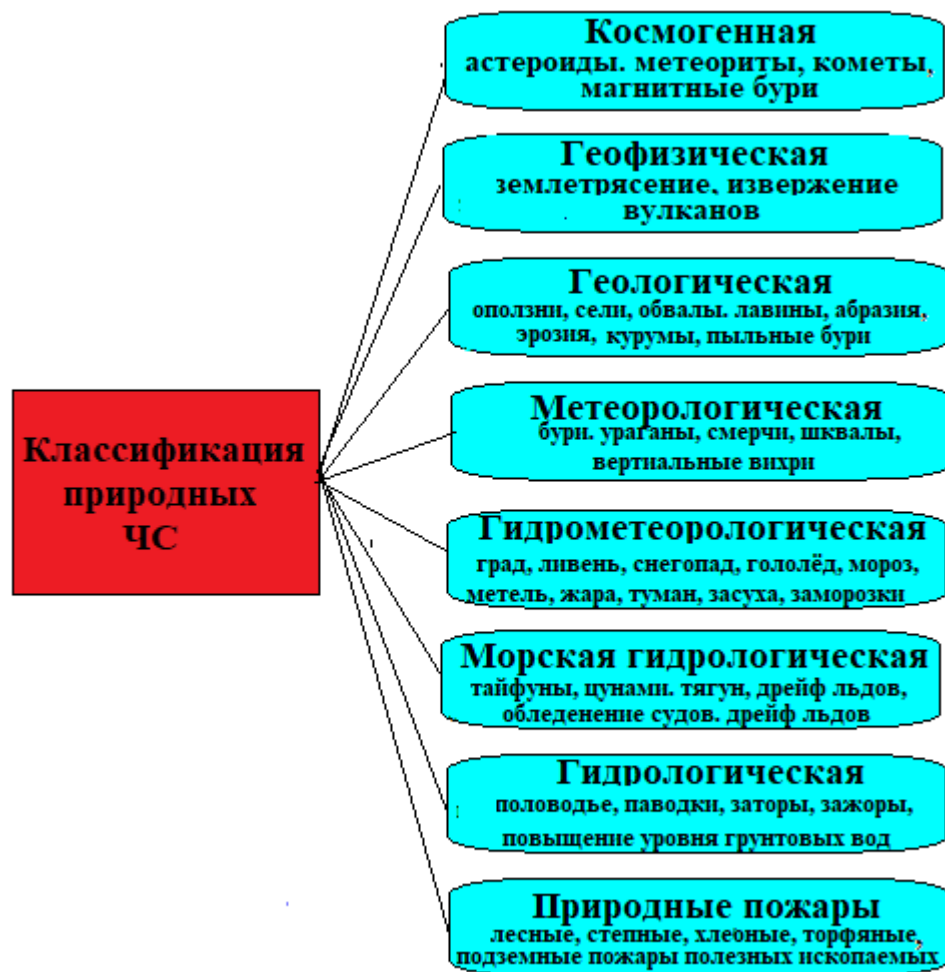 Космогенная
астероиды. метеориты, кометы,
магнитные бури
Геофизическая
землетрясение, извержение
вулканов
Геологическая
оползни, сели, обвалы. лавины, абразия,
эрозия, курумы, пыльные бури
Классификация
природных
ЧС
Метеорологическая
бури. ураганы, смерчи, шквалы,
вертиальные вихри
Гидрометеорологическая
град, ливень, снегопад, гололёд, мороз,
метель, жара, туман, засуха, заморозки
Морская гидрологическая
тайфуны, цунами. тягун, дрейф льдов,
обледенение судов. дрейф льдов
Гидрологическая
половодье, паводки, заторы, зажоры,
повыщение уровня грунтовых вод
Природные пожары
лесные, степные, хлебные, торфяные,
подземные пожары полезных ископаемых